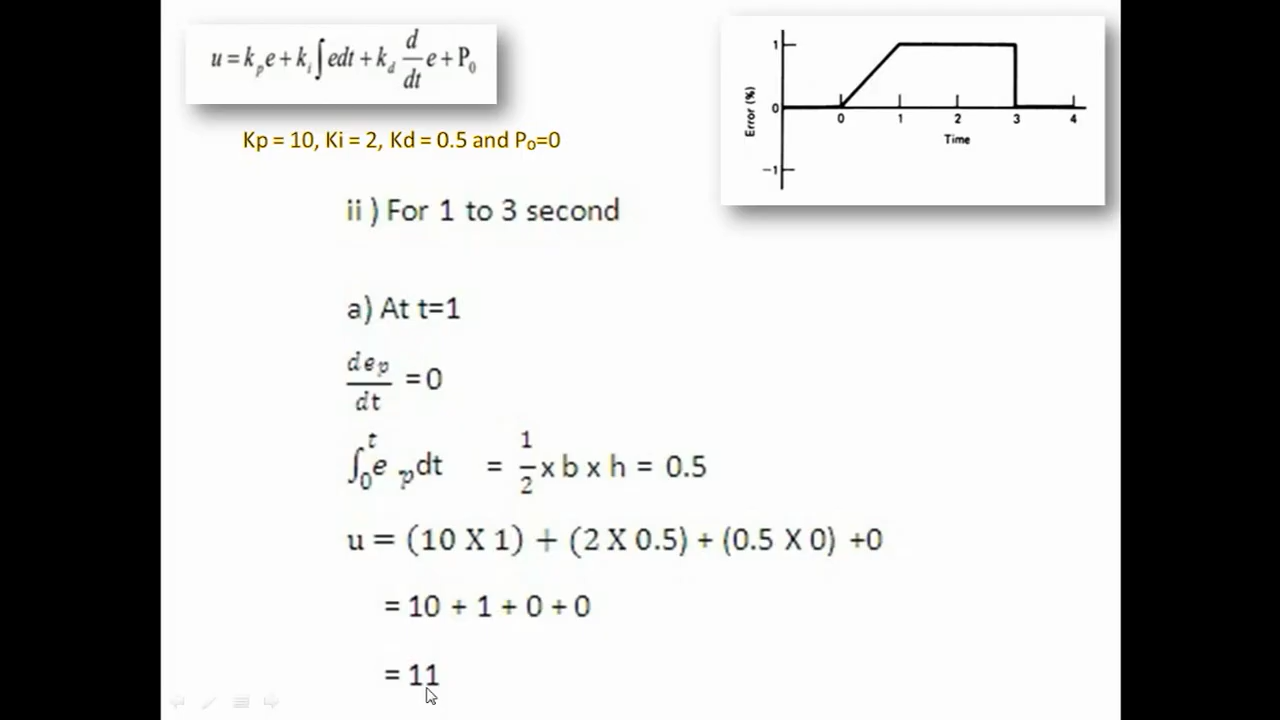 u = k_p e + k_i ∫ edt + k_d d/dt e + P_0
Kp = 10, Ki = 2, Kd = 0.5 and P₀=0
1
0
-1
Error (%)
0 1 2 3 4
Time
ii ) For 1 to 3 second
a) At t=1
de_p/dt = 0
∫_0^t e_p dt = 1/2 x b x h = 0.5
u = (10 X 1) + (2 X 0.5) + (0.5 X 0) +0
= 10 + 1 + 0 + 0
= 11